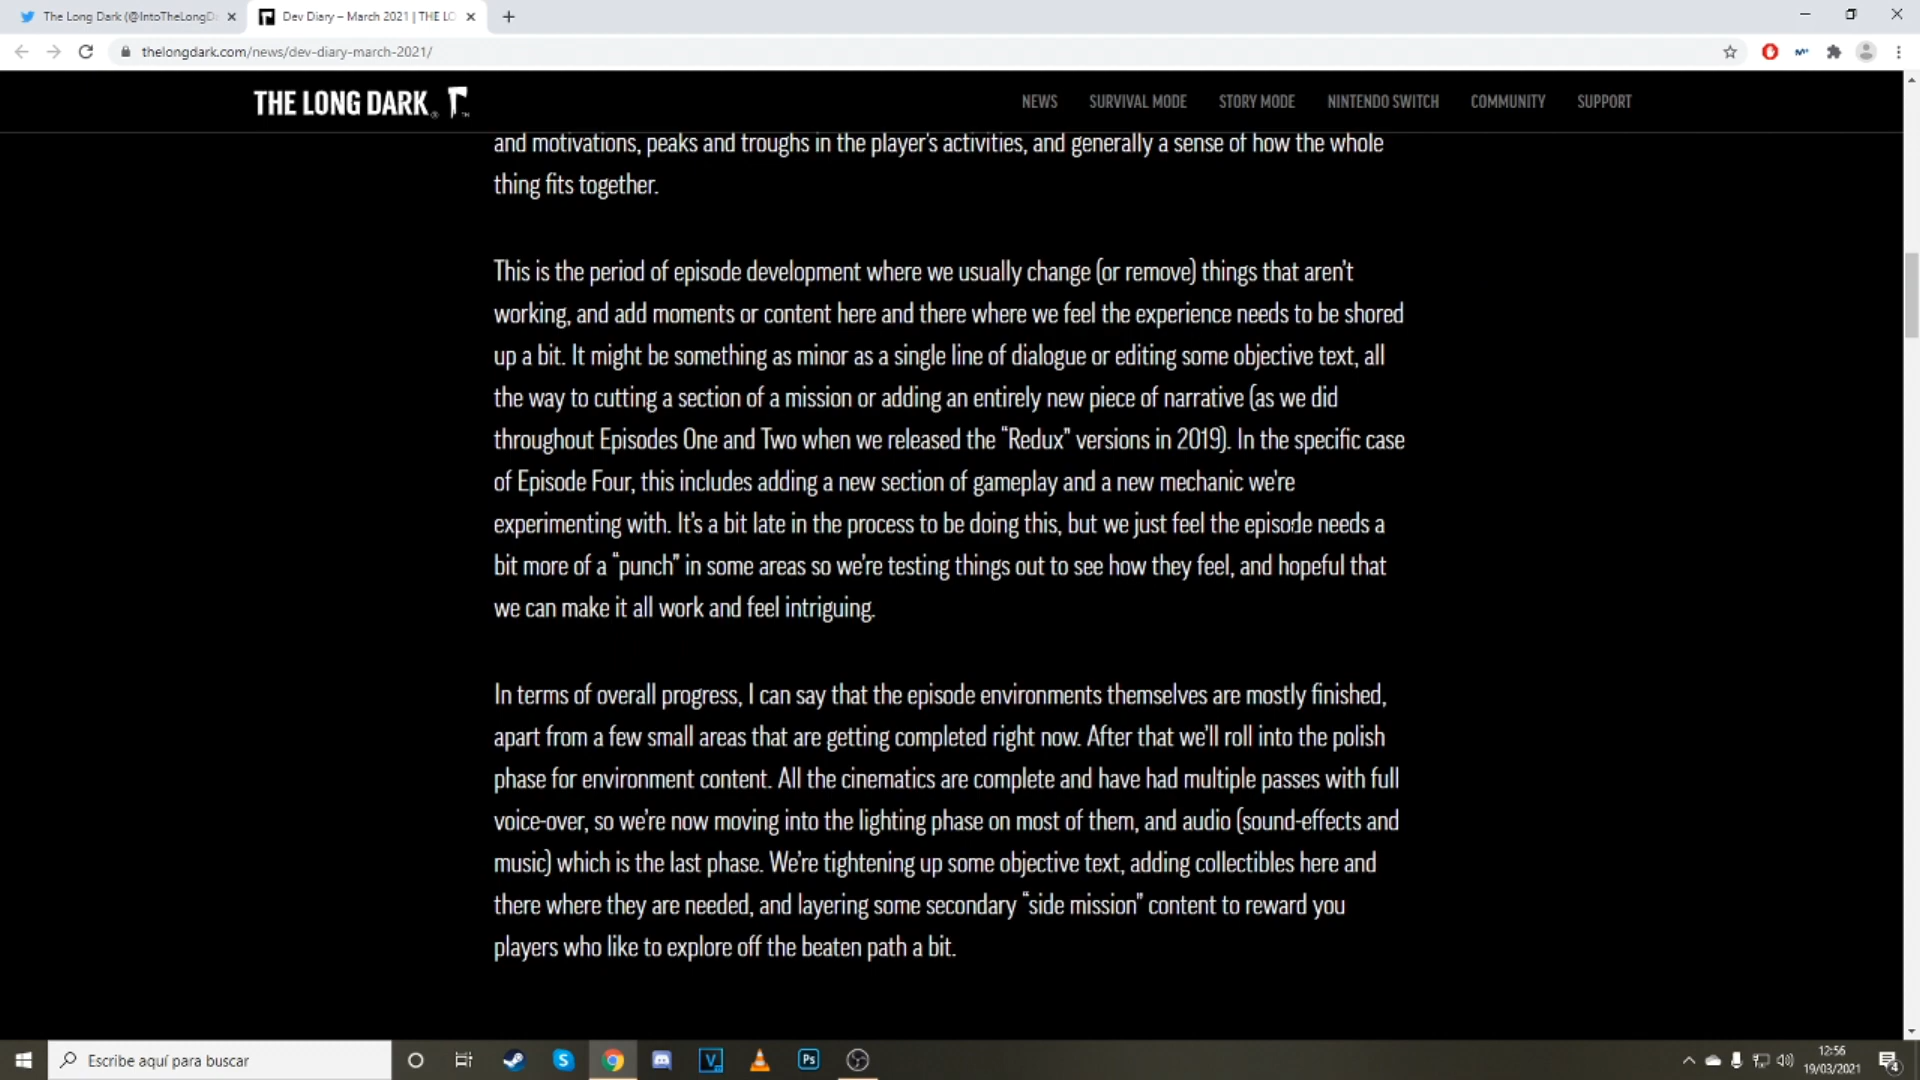 The Long Dark (@IntoTheLongD
Dev Diary – March 2021 | THE LO
thelongdark.com/news/dev-diary-march-2021/
THE LONG DARK
NEWS SURVIVAL MODE STORY MODE NINTENDO SWITCH COMMUNITY SUPPORT
and motivations, peaks and troughs in the player's activities, and generally a sense of how the whole
thing fits together.
This is the period of episode development where we usually change (or remove) things that aren't
working, and add moments or content here and there where we feel the experience needs to be shored
up a bit. It might be something as minor as a single line of dialogue or editing some objective text, all
the way to cutting a section of a mission or adding an entirely new piece of narrative (as we did
throughout Episodes One and Two when we released the “Redux” versions in 2019). In the specific case
of Episode Four, this includes adding a new section of gameplay and a new mechanic we're
experimenting with. It's a bit late in the process to be doing this, but we just feel the episode needs a
bit more of a “punch” in some areas so we're testing things out to see how they feel, and hopeful that
we can make it all work and feel intriguing.
In terms of overall progress, I can say that the episode environments themselves are mostly finished,
apart from a few small areas that are getting completed right now. After that we'll roll into the polish
phase for environment content. All the cinematics are complete and have had multiple passes with full
voice-over, so we're now moving into the lighting phase on most of them, and audio (sound-effects and
music) which is the last phase. We're tightening up some objective text, adding collectibles here and
there where they are needed, and layering some secondary “side mission” content to reward you
players who like to explore off the beaten path a bit.
Escribe aquí para buscar
12:56
19/03/2021